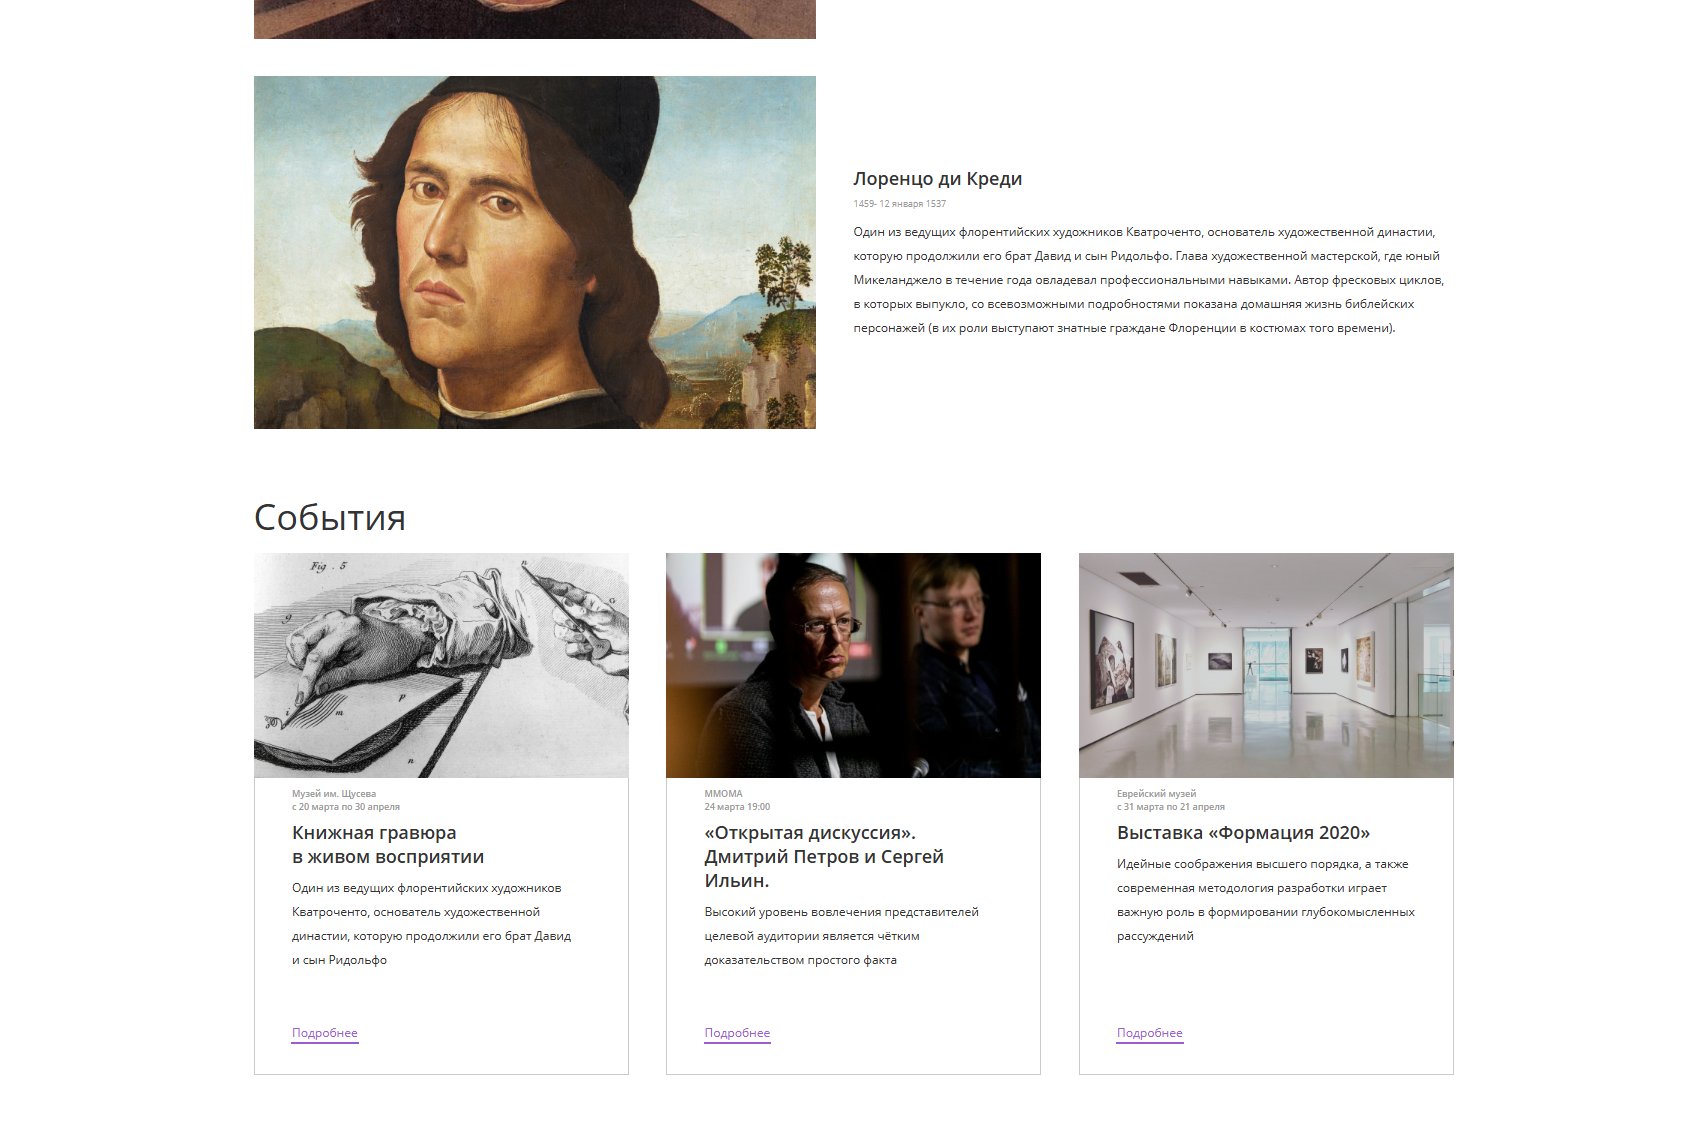 Лоренцо ди Креди
1459- 12 января 1537
Один из ведущих флорентийских художников Кватроченто, основатель художественной династии,
которую продолжили его брат Давид и сын Ридольфо. Глава художественной мастерской, где юный
Микеланджело в течение года овладевал профессиональными навыками. Автор фресковых циклов,
в которых выпукло, со всевозможными подробностями показана домашняя жизнь библейских
персонажей (в их роли выступают знатные граждане Флоренции в костюмах того времени).
События
Fig. 5
n
G
g
m
i
m
p
n
Музей им. Щусева
с 20 марта по 30 апреля
Книжная гравюра
в живом восприятии
Один из ведущих флорентийских художников
Кватроченто, основатель художественной
династии, которую продолжили его брат Давид
и сын Ридольфо
Подробнее
ММОМА
24 марта 19:00
«Открытая дискуссия».
Дмитрий Петров и Сергей
Ильин.
Высокий уровень вовлечения представителей
целевой аудитории является чётким
доказательством простого факта
Подробнее
Еврейский музей
с 31 марта по 21 апреля
Выставка «Формация 2020»
Идейные соображения высшего порядка, а также
современная методология разработки играет
важную роль в формировании глубокомысленных
рассуждений
Подробнее